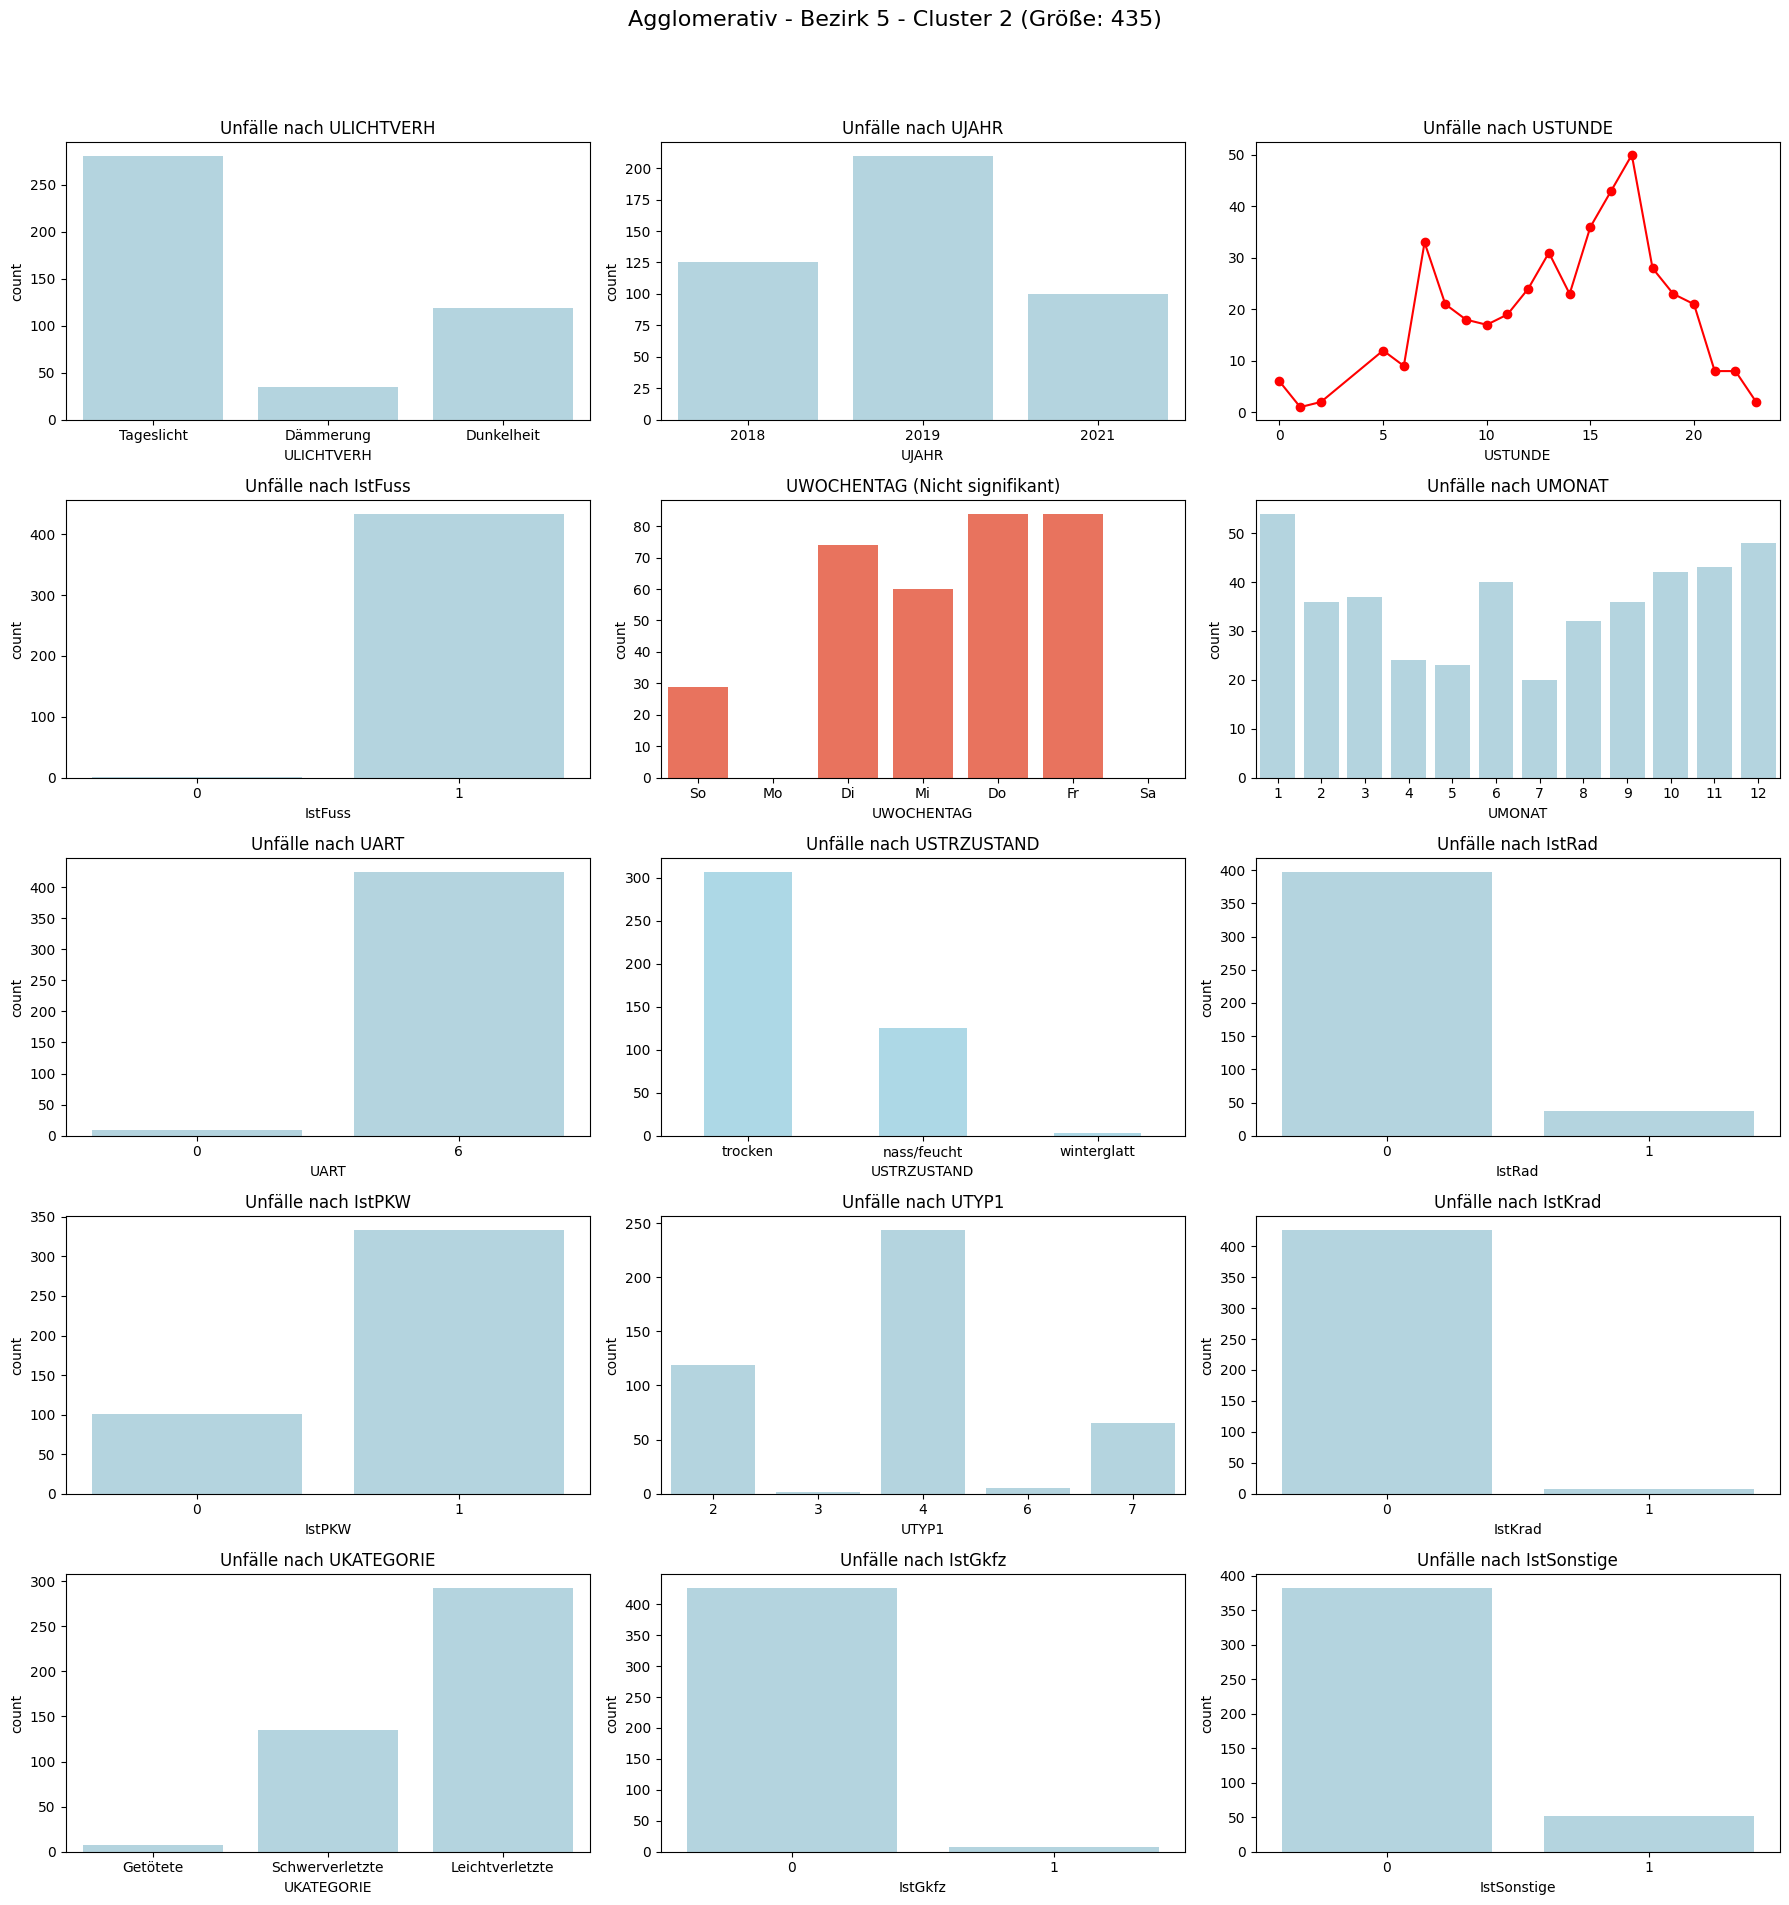 Agglomerativ - Bezirk 5 - Cluster 2 (Größe: 435)
Unfälle nach ULICHTVERH
count
250
200
150
100
50
0
Tageslicht Dämmerung Dunkelheit
ULICHTVERH
Unfälle nach UJAHR
count
200
175
150
125
100
75
50
25
0
2018 2019 2021
UJAHR
Unfälle nach USTUNDE
50
40
30
20
10
0
0 5 10 15 20
USTUNDE
Unfälle nach IstFuss
count
400
300
200
100
0
0 1
IstFuss
UWOCHENTAG (Nicht signifikant)
count
80
70
60
50
40
30
20
10
0
So Mo Di Mi Do Fr Sa
UWOCHENTAG
Unfälle nach UMONAT
count
50
40
30
20
10
0
1 2 3 4 5 6 7 8 9 10 11 12
UMONAT
Unfälle nach UART
count
400
350
300
250
200
150
100
50
0
0 6
UART
Unfälle nach USTRZUSTAND
300
250
200
150
100
50
0
trocken nass/feucht winterglatt
USTRZUSTAND
Unfälle nach IstRad
count
400
350
300
250
200
150
100
50
0
0 1
IstRad
Unfälle nach IstPKW
count
350
300
250
200
150
100
50
0
0 1
IstPKW
Unfälle nach UTYP1
count
250
200
150
100
50
0
2 3 4 6 7
UTYP1
Unfälle nach IstKrad
count
400
350
300
250
200
150
100
50
0
0 1
IstKrad
Unfälle nach UKATEGORIE
count
300
250
200
150
100
50
0
Getötete Schwerverletzte Leichtverletzte
UKATEGORIE
Unfälle nach IstGkfz
count
400
350
300
250
200
150
100
50
0
0 1
IstGkfz
Unfälle nach IstSonstige
count
400
350
300
250
200
150
100
50
0
0 1
IstSonstige